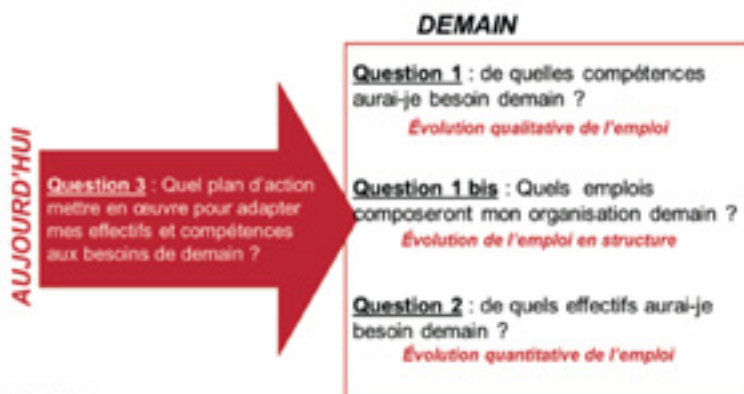 DEMAIN
AUJOURD'HUI
Question 3 : Quel plan d'action
mettre en œuvre pour adapter
mes effectifs et compétences
aux besoins de demain ?
Question 1 : de quelles compétences
aurai-je besoin demain ?
Évolution qualitative de l'emploi
Question 1 bis : Quels emplois
composeront mon organisation demain ?
Évolution de l'emploi en structure
Question 2 : de quels effectifs aurai-je
besoin demain ?
Évolution quantitative de l'emploi